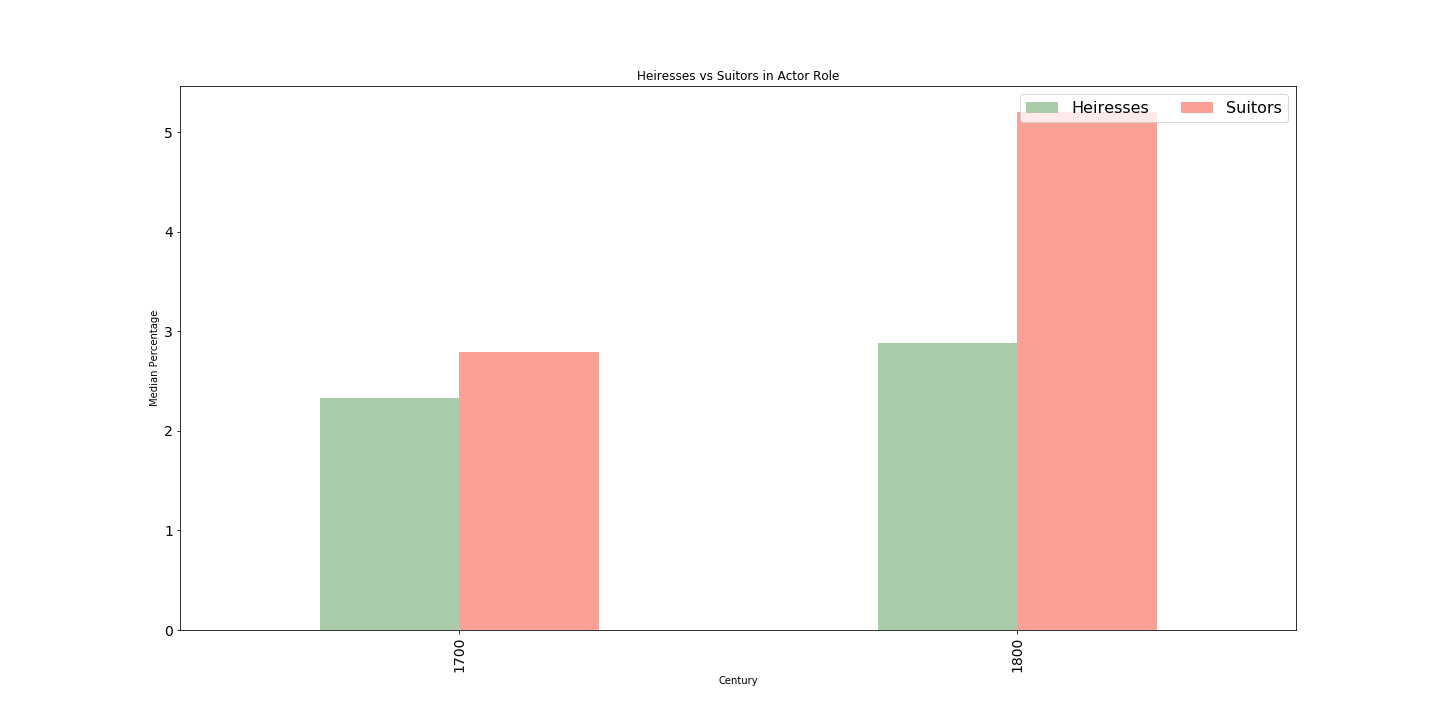 Heiresses vs Suitors in Actor Role
Heiresses Suitors
5
4
3
2
1
0
Median Percentage
1700 1800
Century